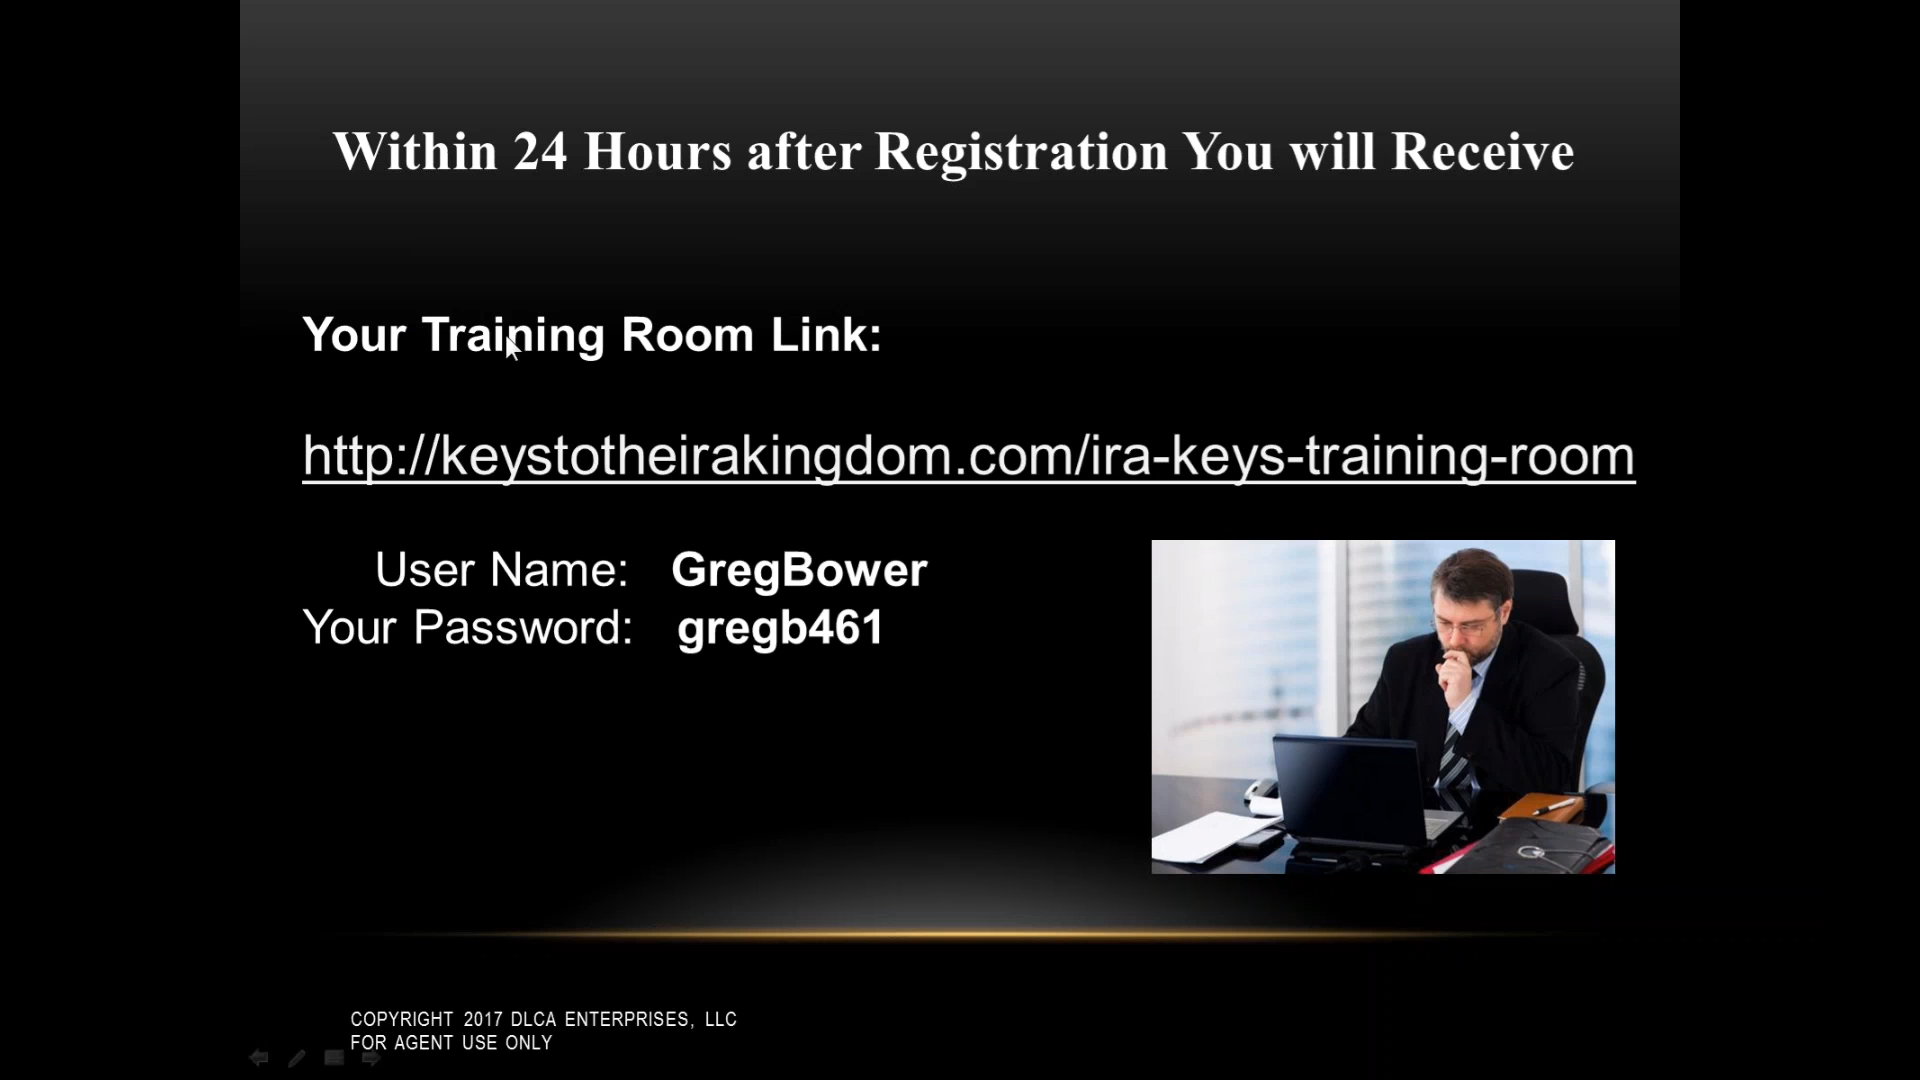 Within 24 Hours after Registration You will Receive
Your Training Room Link:
http://keystotheirakingdom.com/ira-keys-training-room
User Name: GregBower
Your Password: gregb461
COPYRIGHT 2017 DLCA ENTERPRISES, LLC
FOR AGENT USE ONLY